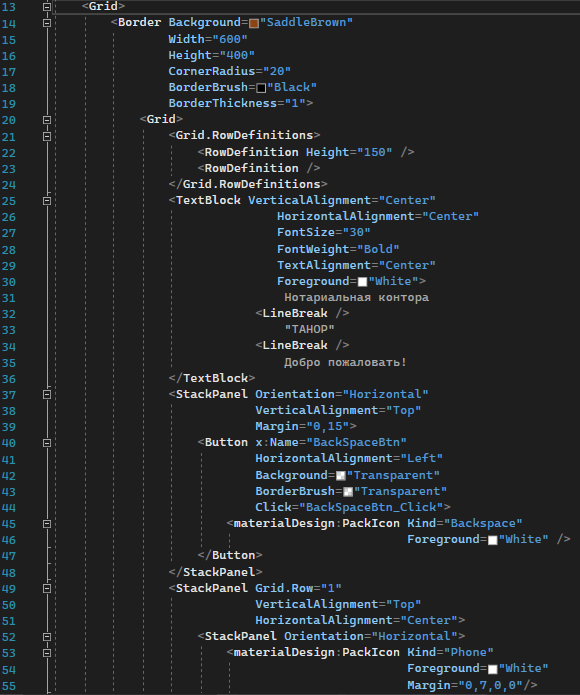 13 <Grid>
14 <Border Background="SaddleBrown"
15 Width="600"
16 Height="400"
17 CornerRadius="20"
18 BorderBrush="Black"
19 BorderThickness="1">
20 <Grid>
21 <Grid.RowDefinitions>
22 <RowDefinition Height="150" />
23 <RowDefinition />
24 </Grid.RowDefinitions>
25 <TextBlock VerticalAlignment="Center"
26 HorizontalAlignment="Center"
27 FontSize="30"
28 FontWeight="Bold"
29 TextAlignment="Center"
30 Foreground="White">
31 Нотариальная контора
32 <LineBreak />
33 "ТАНОР"
34 <LineBreak />
35 Добро пожаловать!
36 </TextBlock>
37 <StackPanel Orientation="Horizontal"
38 VerticalAlignment="Top"
39 Margin="0,15">
40 <Button x:Name="BackSpaceBtn"
41 HorizontalAlignment="Left"
42 Background="Transparent"
43 BorderBrush="Transparent"
44 Click="BackSpaceBtn_Click">
45 <materialDesign:PackIcon Kind="Backspace"
46 Foreground="White" />
47 </Button>
48 </StackPanel>
49 <StackPanel Grid.Row="1"
50 VerticalAlignment="Top"
51 HorizontalAlignment="Center">
52 <StackPanel Orientation="Horizontal">
53 <materialDesign:PackIcon Kind="Phone"
54 Foreground="White"
55 Margin="0,7,0,0"/>